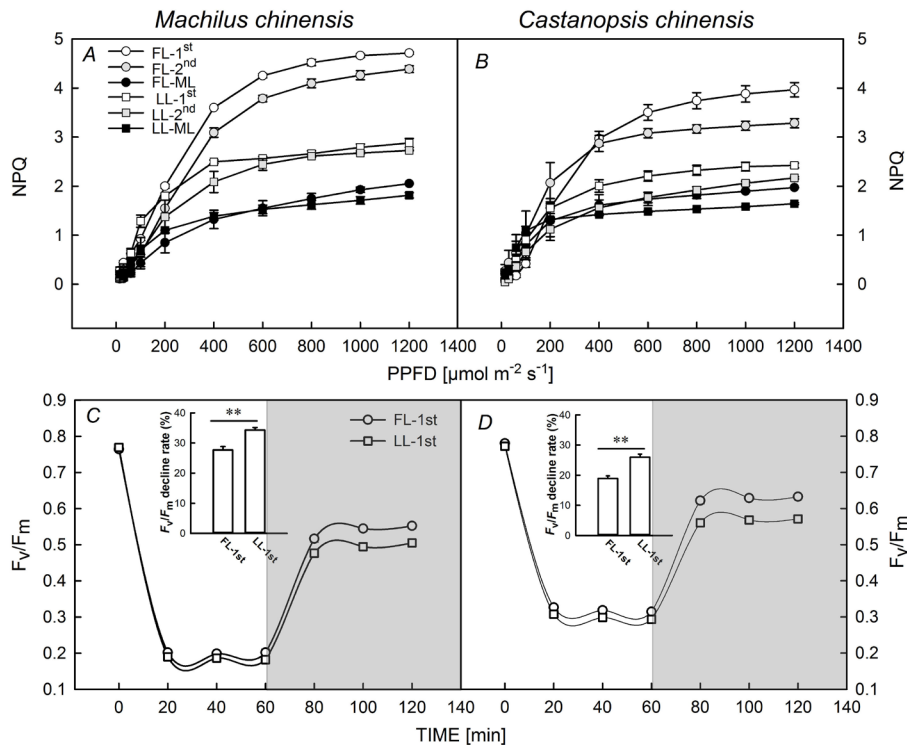 Machilus chinensis
Castanopsis chinensis
A
FL-1st
FL-2nd
FL-ML
LL-1st
LL-2nd
LL-ML
NPQ
5
4
3
2
1
0
B
NPQ
5
4
3
2
1
0
0 200 400 600 800 1000 1200 1400
0 200 400 600 800 1000 1200 1400
PPFD [μmol m-2 s-1]
C
Fv/Fm
0.9
0.8
0.7
0.6
0.5
0.4
0.3
0.2
0.1
Fv/Fm decline rate (%)
40
30
20
10
0
**
FL-1st
LL-1st
FL-1st
LL-1st
D
Fv/Fm decline rate (%)
40
30
20
10
0
**
FL-1st
LL-1st
Fv/Fm
0.9
0.8
0.7
0.6
0.5
0.4
0.3
0.2
0.1
0 20 40 60 80 100 120 140
0 20 40 60 80 100 120 140
TIME [min]